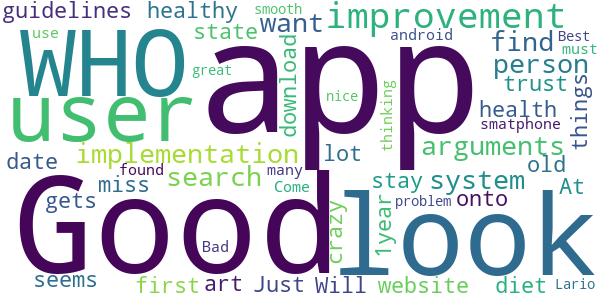 guidelines healthy smooth improvement
use WHO state want android find Best
user great app person must
download nice thinking trust things
health smatphone
implementation lot arguments
date found many search At old
miss Good Come look stay system
gets crazy 1year problem onto
Bad
seems first art Just Will website diet Lario